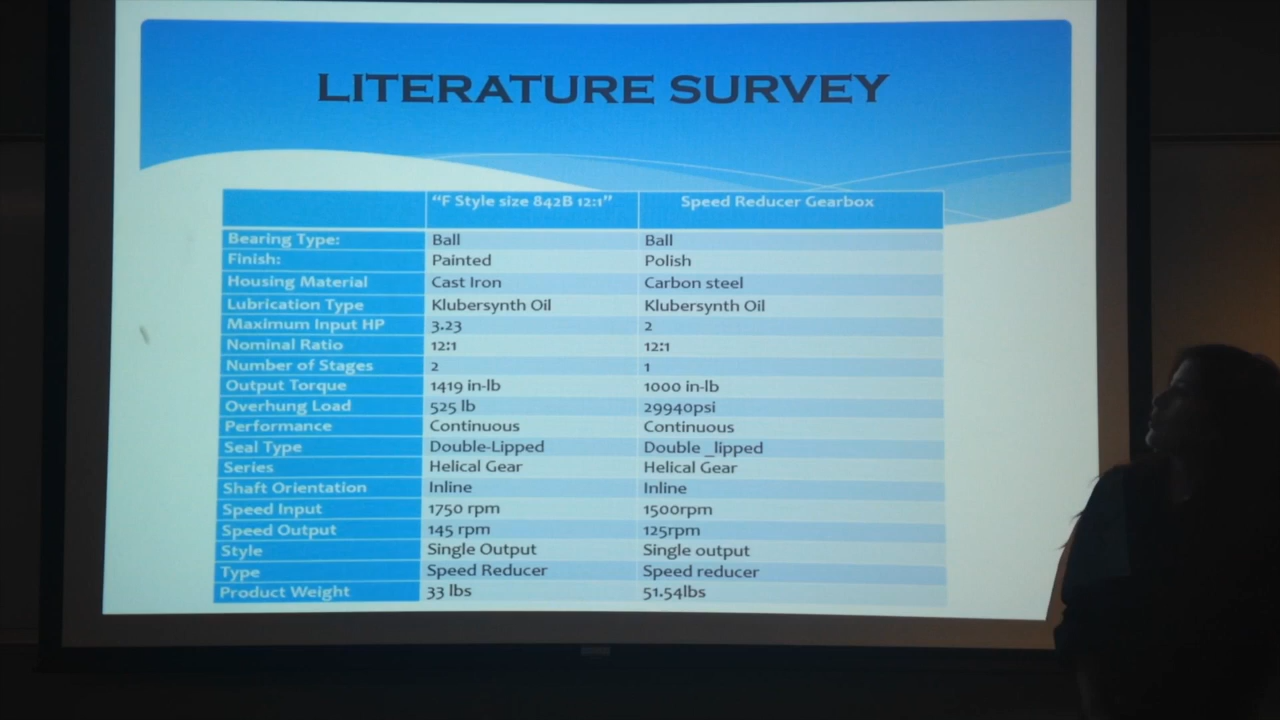 LITERATURE SURVEY
“F Style size 842B 12:1” Speed Reducer Gearbox
Bearing Type: Ball Ball
Finish: Painted Polish
Housing Material Cast Iron Carbon steel
Lubrication Type Klubersynth Oil Klubersynth Oil
Maximum Input HP 3.23 2
Nominal Ratio 12:1 12:1
Number of Stages 2 1
Output Torque 1419 in-lb 1000 in-lb
Overhung Load 525 lb 29940psi
Performance Continuous Continuous
Seal Type Double-Lipped Double _lipped
Series Helical Gear Helical Gear
Shaft Orientation Inline Inline
Speed Input 1750 rpm 1500rpm
Speed Output 145 rpm 125rpm
Style Single Output Single output
Type Speed Reducer Speed reducer
Product Weight 33 lbs 51.54lbs